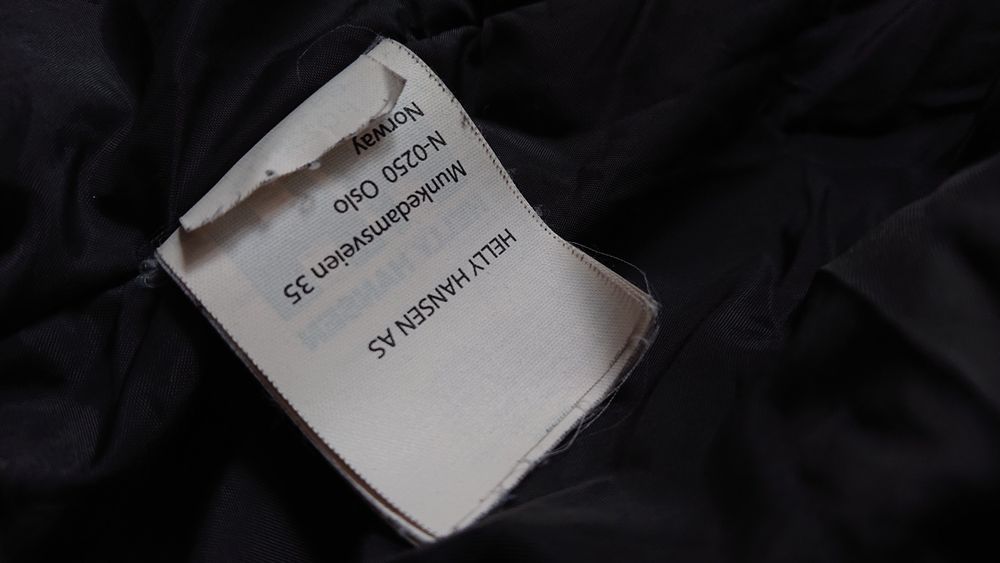 HELLY HANSEN AS
Munkedamsveien 35
N-0250 Oslo
Norway